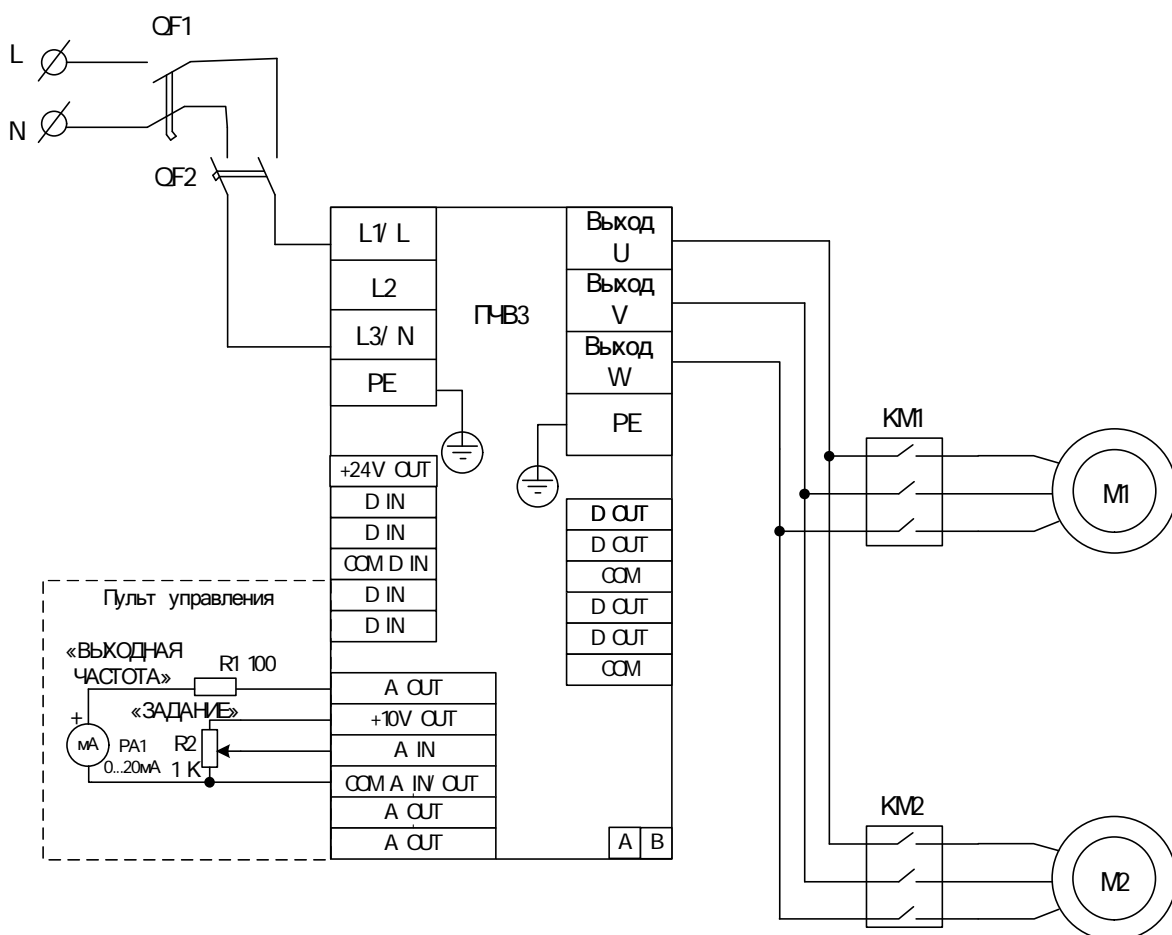 QF1
L
N
QF2
L1/ L
L2
L3/ N
PE
ПЧВ3
Выход
U
Выход
V
Выход
W
PE
+24V OUT
D IN
D IN
COM D IN
D IN
D IN
D OUT
D OUT
COM
D OUT
D OUT
COM
KM1
M1
Пульт управления
«ВЫХОДНАЯ
ЧАСТОТА»
R1 100
«ЗАДАНИЕ»
+
мА
PA1
0...20мА
R2
1 K
A OUT
+10V OUT
A IN
COM A IN/ OUT
A OUT
A OUT
A
B
KM2
M2